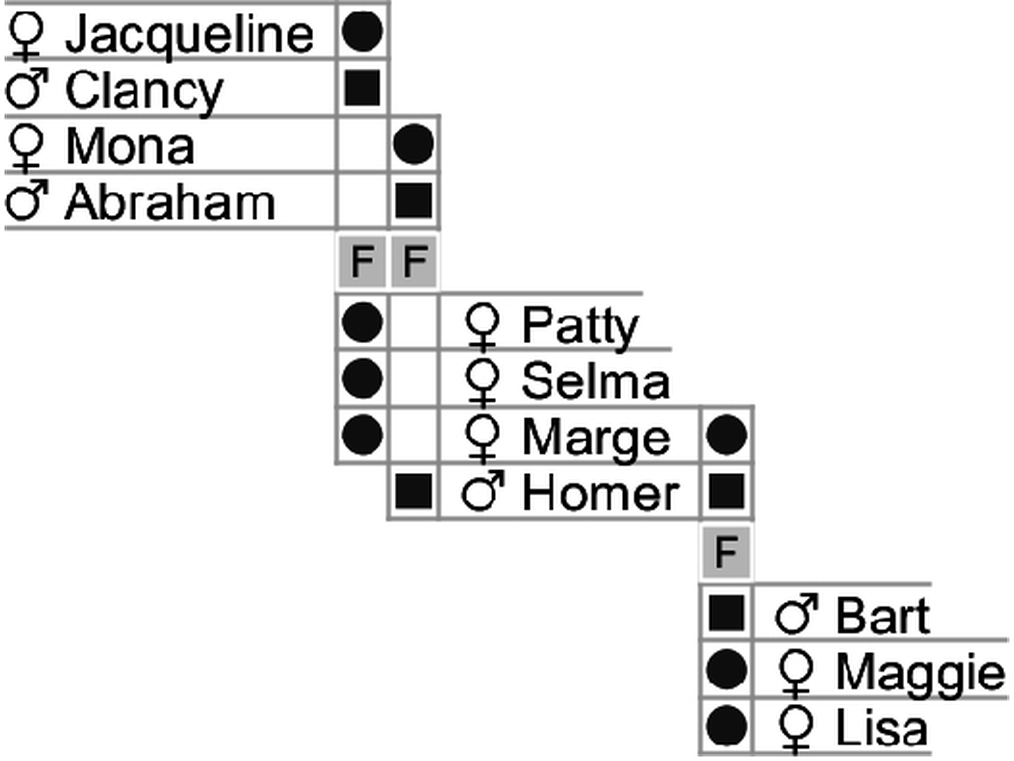 ♀ Jacqueline
♂ Clancy
♀ Mona
♂ Abraham
F F
♀ Patty
♀ Selma
♀ Marge
♂ Homer
F
♂ Bart
♀ Maggie
♀ Lisa